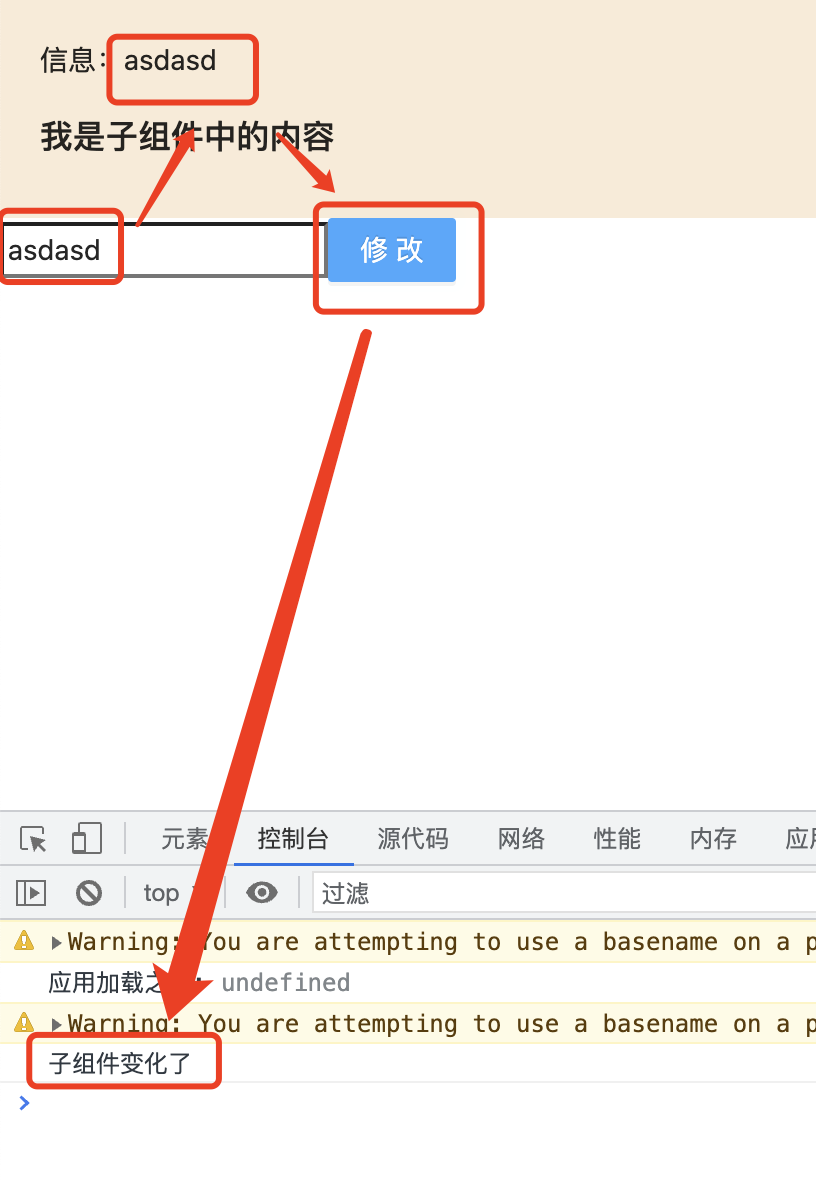 信息：asdasd
我是子组件中的内容
asdasd 修 改
元素 控制台 源代码 网络 性能 内存
top 过滤
Warning: You are attempting to use a basename on a
应用加载之 : undefined
Warning: You are attempting to use a basename on a
子组件变化了